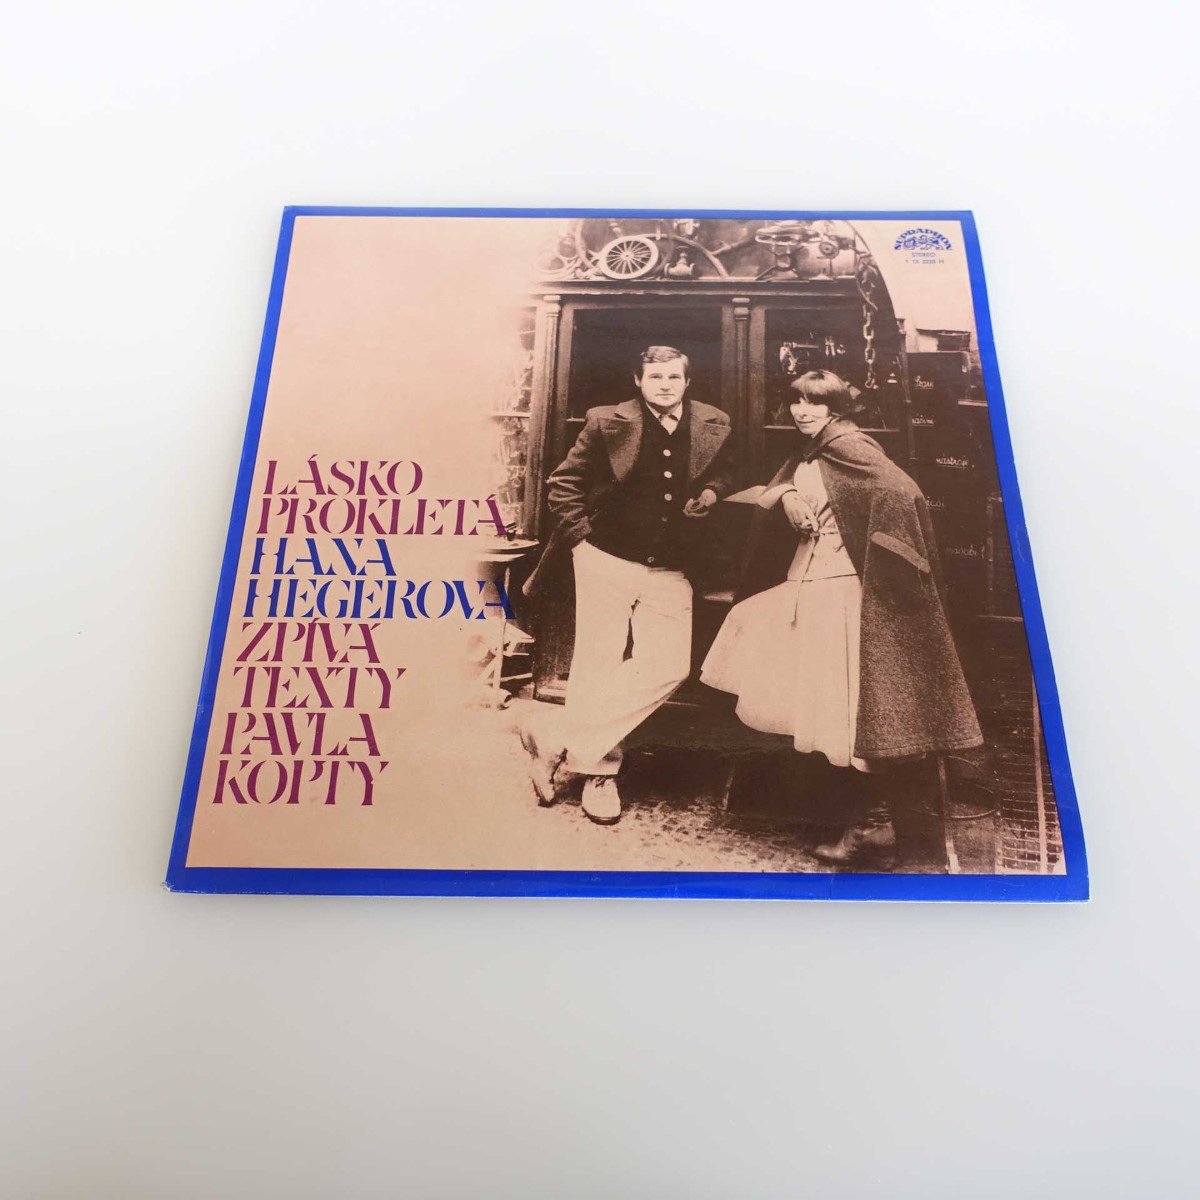 SUPRAPHON
STEREO
LÁSKO
PROKLETÁ
HANA
HEGEROVÁ
ZPÍVÁ
TEXTY
PAVLA
KOPTY